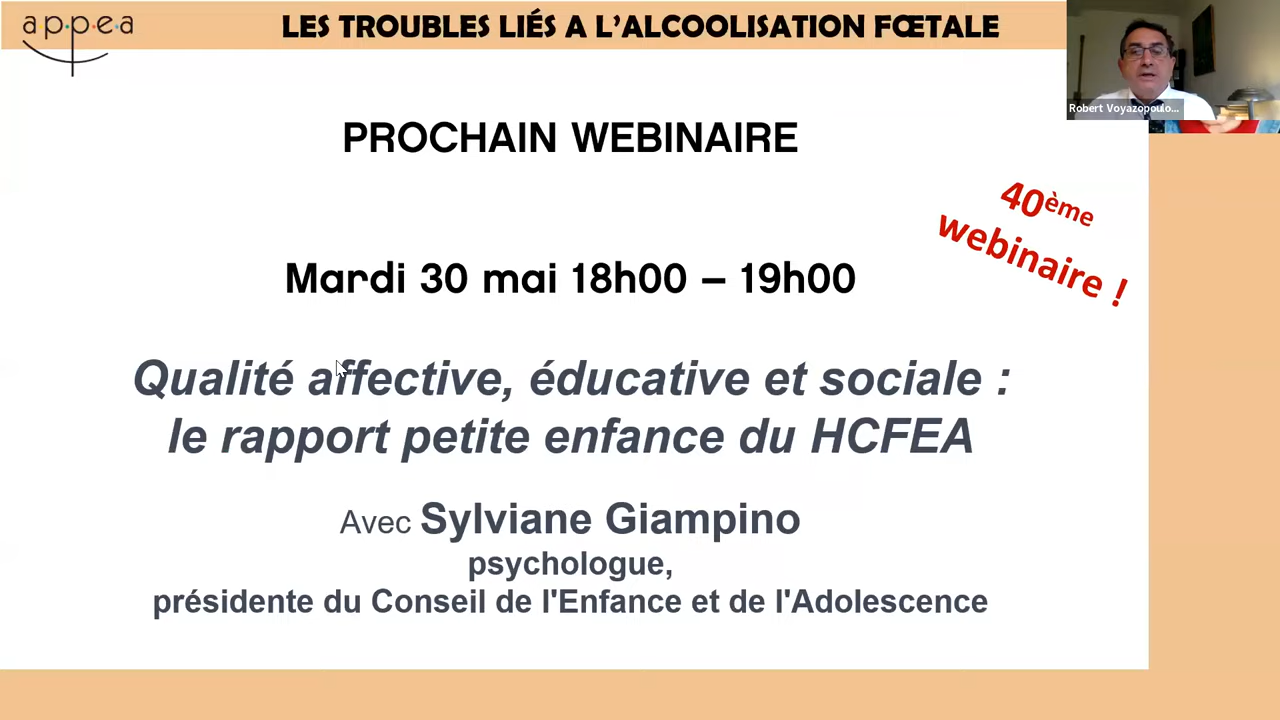 appea
LES TROUBLES LIÉS A L’ALCOOLISATION FŒTALE
Robert Voyazopoulo...
PROCHAIN WEBINAIRE
40ème
webinaire !
Mardi 30 mai 18h00 – 19h00
Qualité affective, éducative et sociale :
le rapport petite enfance du HCFEA
Avec Sylviane Giampino
psychologue,
présidente du Conseil de l'Enfance et de l'Adolescence